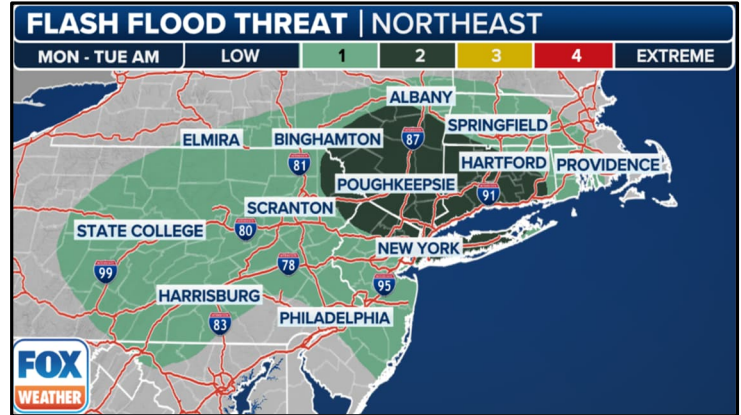 FLASH FLOOD THREAT | NORTHEAST
MON - TUE AM LOW 1 2 3 4 EXTREME
ALBANY
87
SPRINGFIELD
ELMIRA
BINGHAMTON
81
HARTFORD
PROVIDENCE
POUGHKEEPSIE
91
SCRANTON
STATE COLLEGE
80
NEW YORK
99
78
95
HARRISBURG
83
PHILADELPHIA
FOX
WEATHER